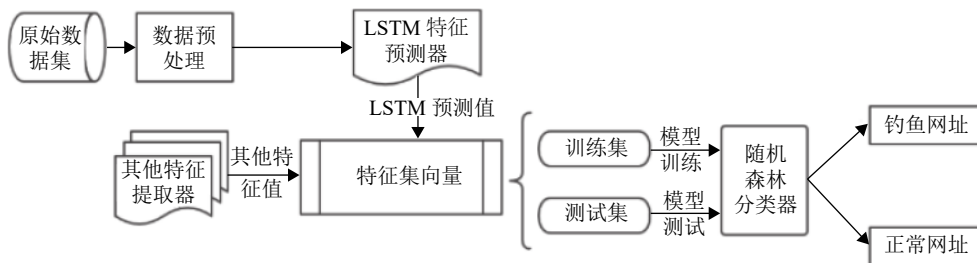 原始数
据集
数据预
处理
LSTM 特征
预测器
LSTM 预测值
其他特征
提取器
其他特
征值
特征集向量
训练集
测试集
模型
训练
模型
测试
随机
森林
分类器
钓鱼网址
正常网址